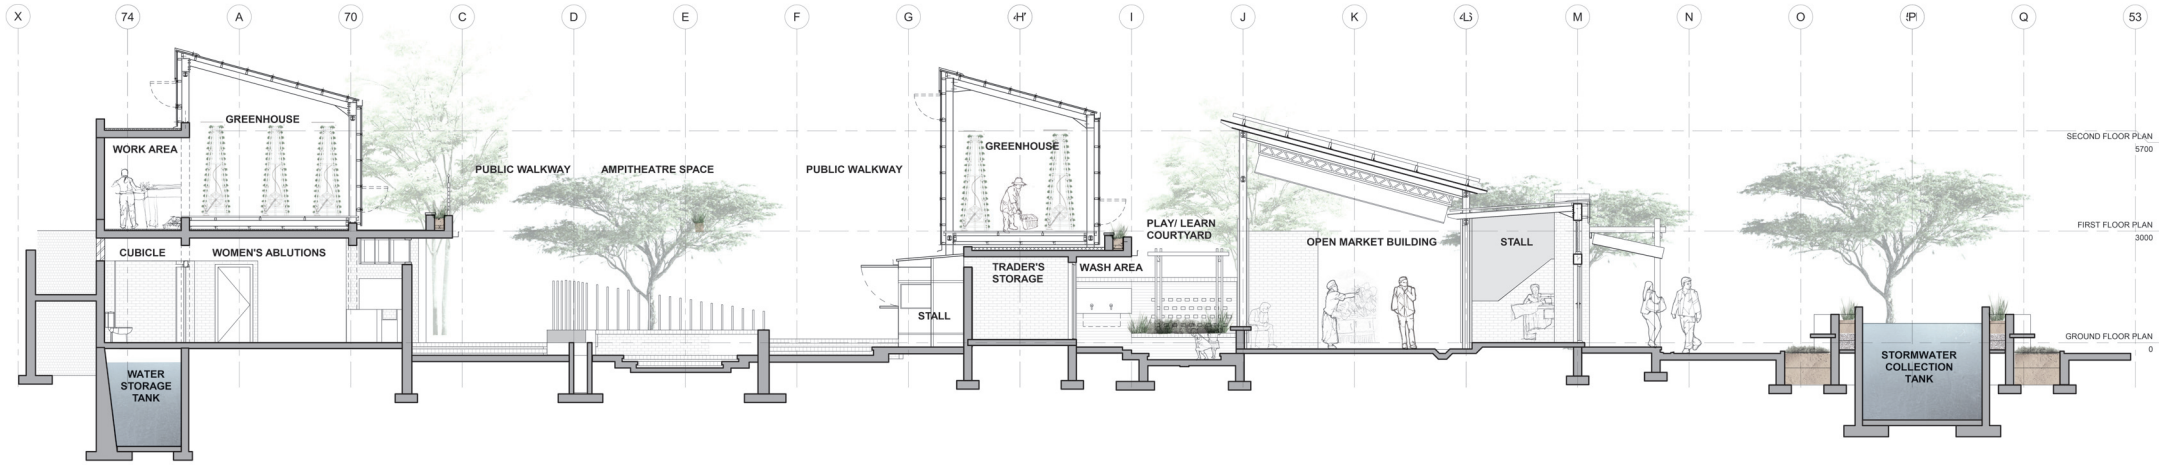 X 74 A 70 C D E F G I J K M N O Q 53
GREENHOUSE
WORK AREA
PUBLIC WALKWAY
AMPITHEATRE SPACE
PUBLIC WALKWAY
GREENHOUSE
SECOND FLOOR PLAN
5700
CUBICLE
WOMEN'S ABLUTIONS
TRADER'S
STORAGE
WASH AREA
PLAY/ LEARN
COURTYARD
OPEN MARKET BUILDING
STALL
FIRST FLOOR PLAN
3000
STALL
GROUND FLOOR PLAN
0
WATER
STORAGE
TANK
STORMWATER
COLLECTION
TANK